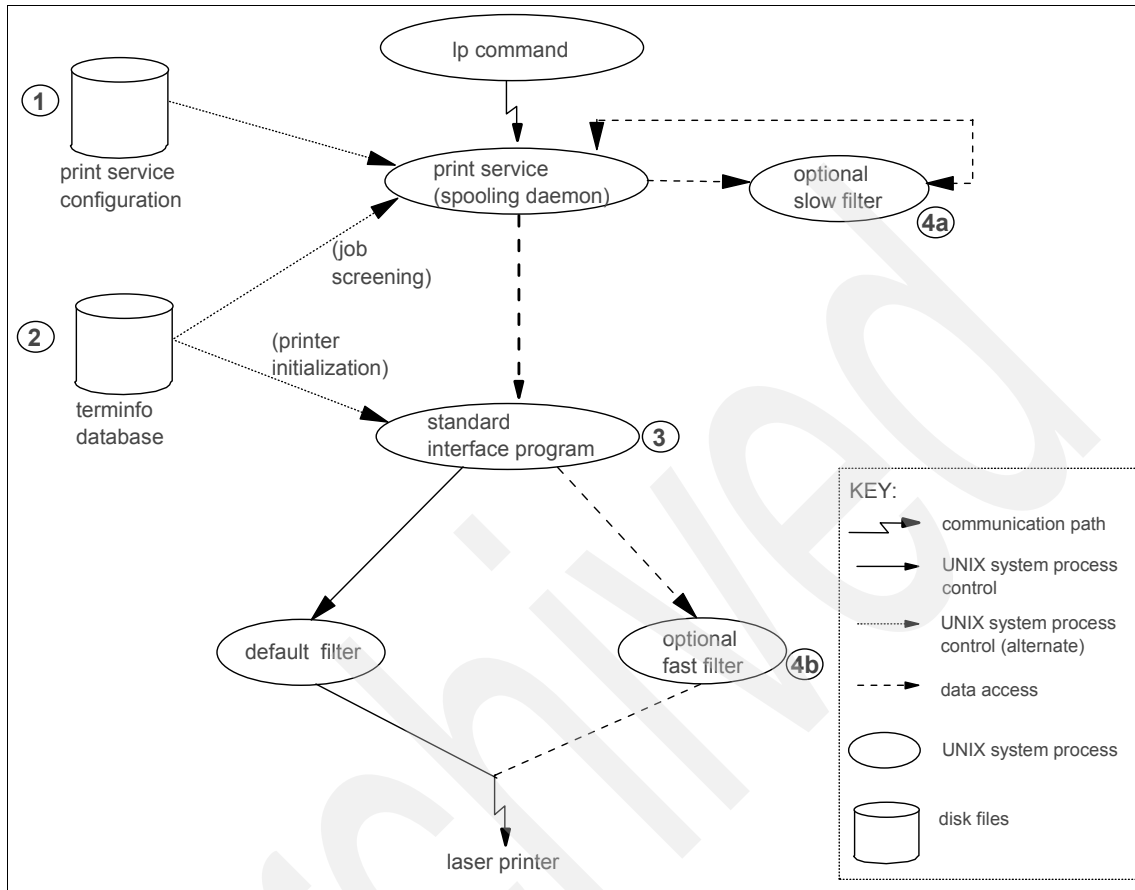 lp command
1
print service
configuration
print service
(spooling daemon)
optional
slow filter
4a
(job
screening)
2
terminfo
database
(printer
initialization)
standard
interface program
3
default filter
optional
fast filter
4b
laser printer
KEY:
communication path
UNIX system process
control
UNIX system process
control (alternate)
data access
UNIX system process
disk files